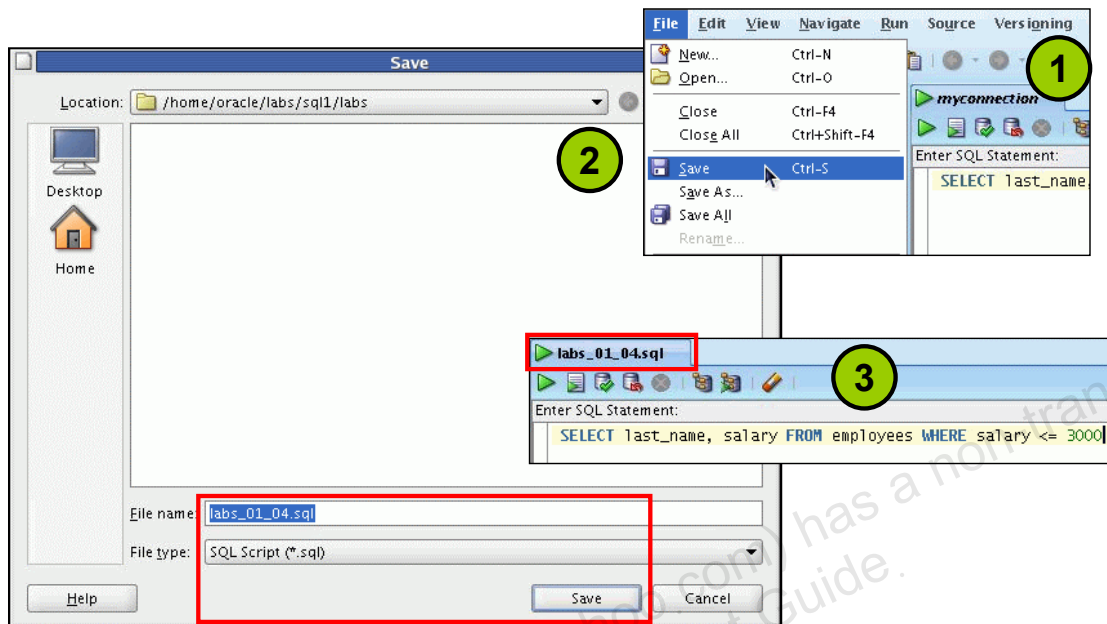 File Edit View Navigate Run Source Versioning
New... Ctrl-N
Open... Ctrl-O
Close Ctrl-F4
Close All Ctrl+Shift-F4
Save Ctrl-S
Save As...
Save All
Rename...
1
myconnection
Enter SQL Statement:
SELECT last_name,
Save
Location: /home/oracle/labs/sql1/labs
2
Desktop
Home
labs_01_04.sql
3
Enter SQL Statement:
SELECT last_name, salary FROM employees WHERE salary <= 3000
File name: labs_01_04.sql
File type: SQL Script (*.sql)
Help Save Cancel
com) has a non-tran
Guide.